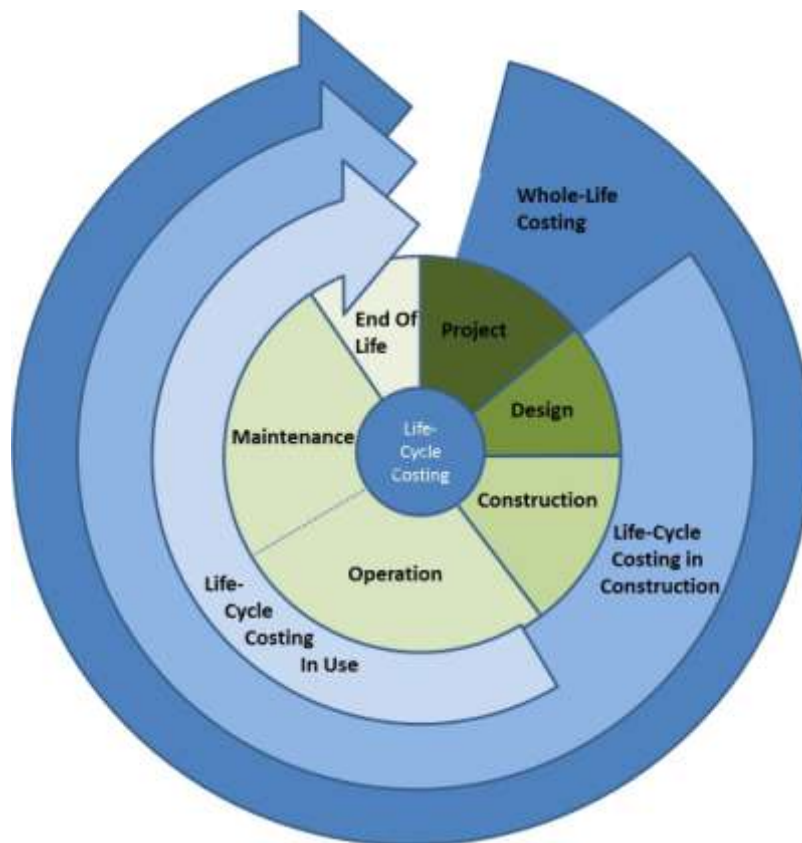 Whole-Life
Costing
End Of
Life
Project
Design
Maintenance
Life-
Cycle
Costing
Construction
Life-Cycle
Costing in
Construction
Operation
Life-
Cycle
Costing
In Use